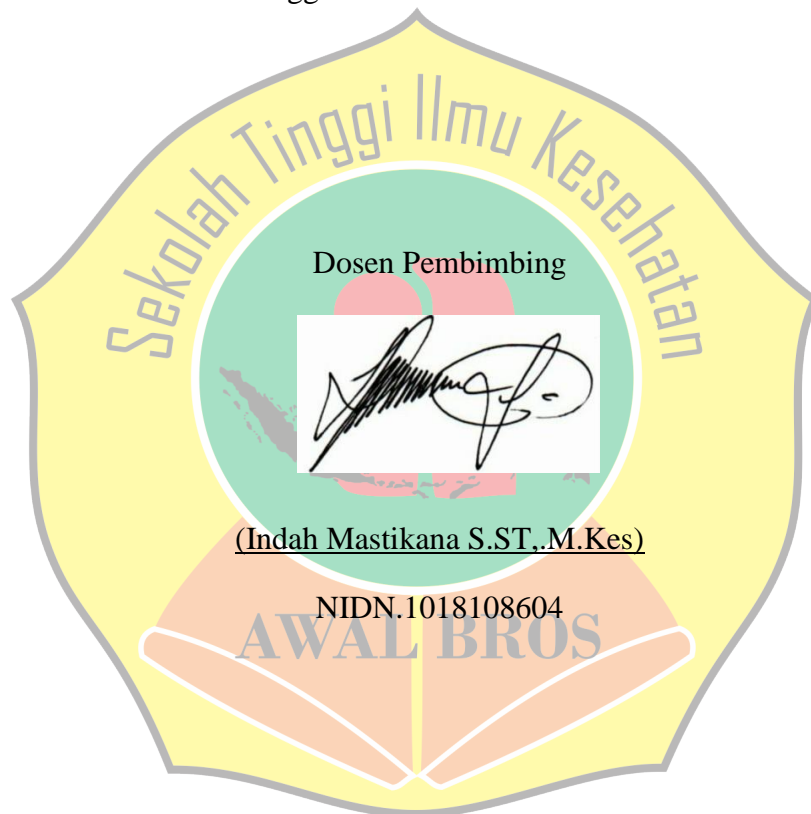 Sekolah Tinggi Ilmu Kesehatan
Dosen Pembimbing
(Indah Mastikana S.ST,.M.Kes)
NIDN.1018108604
AWAL BROS